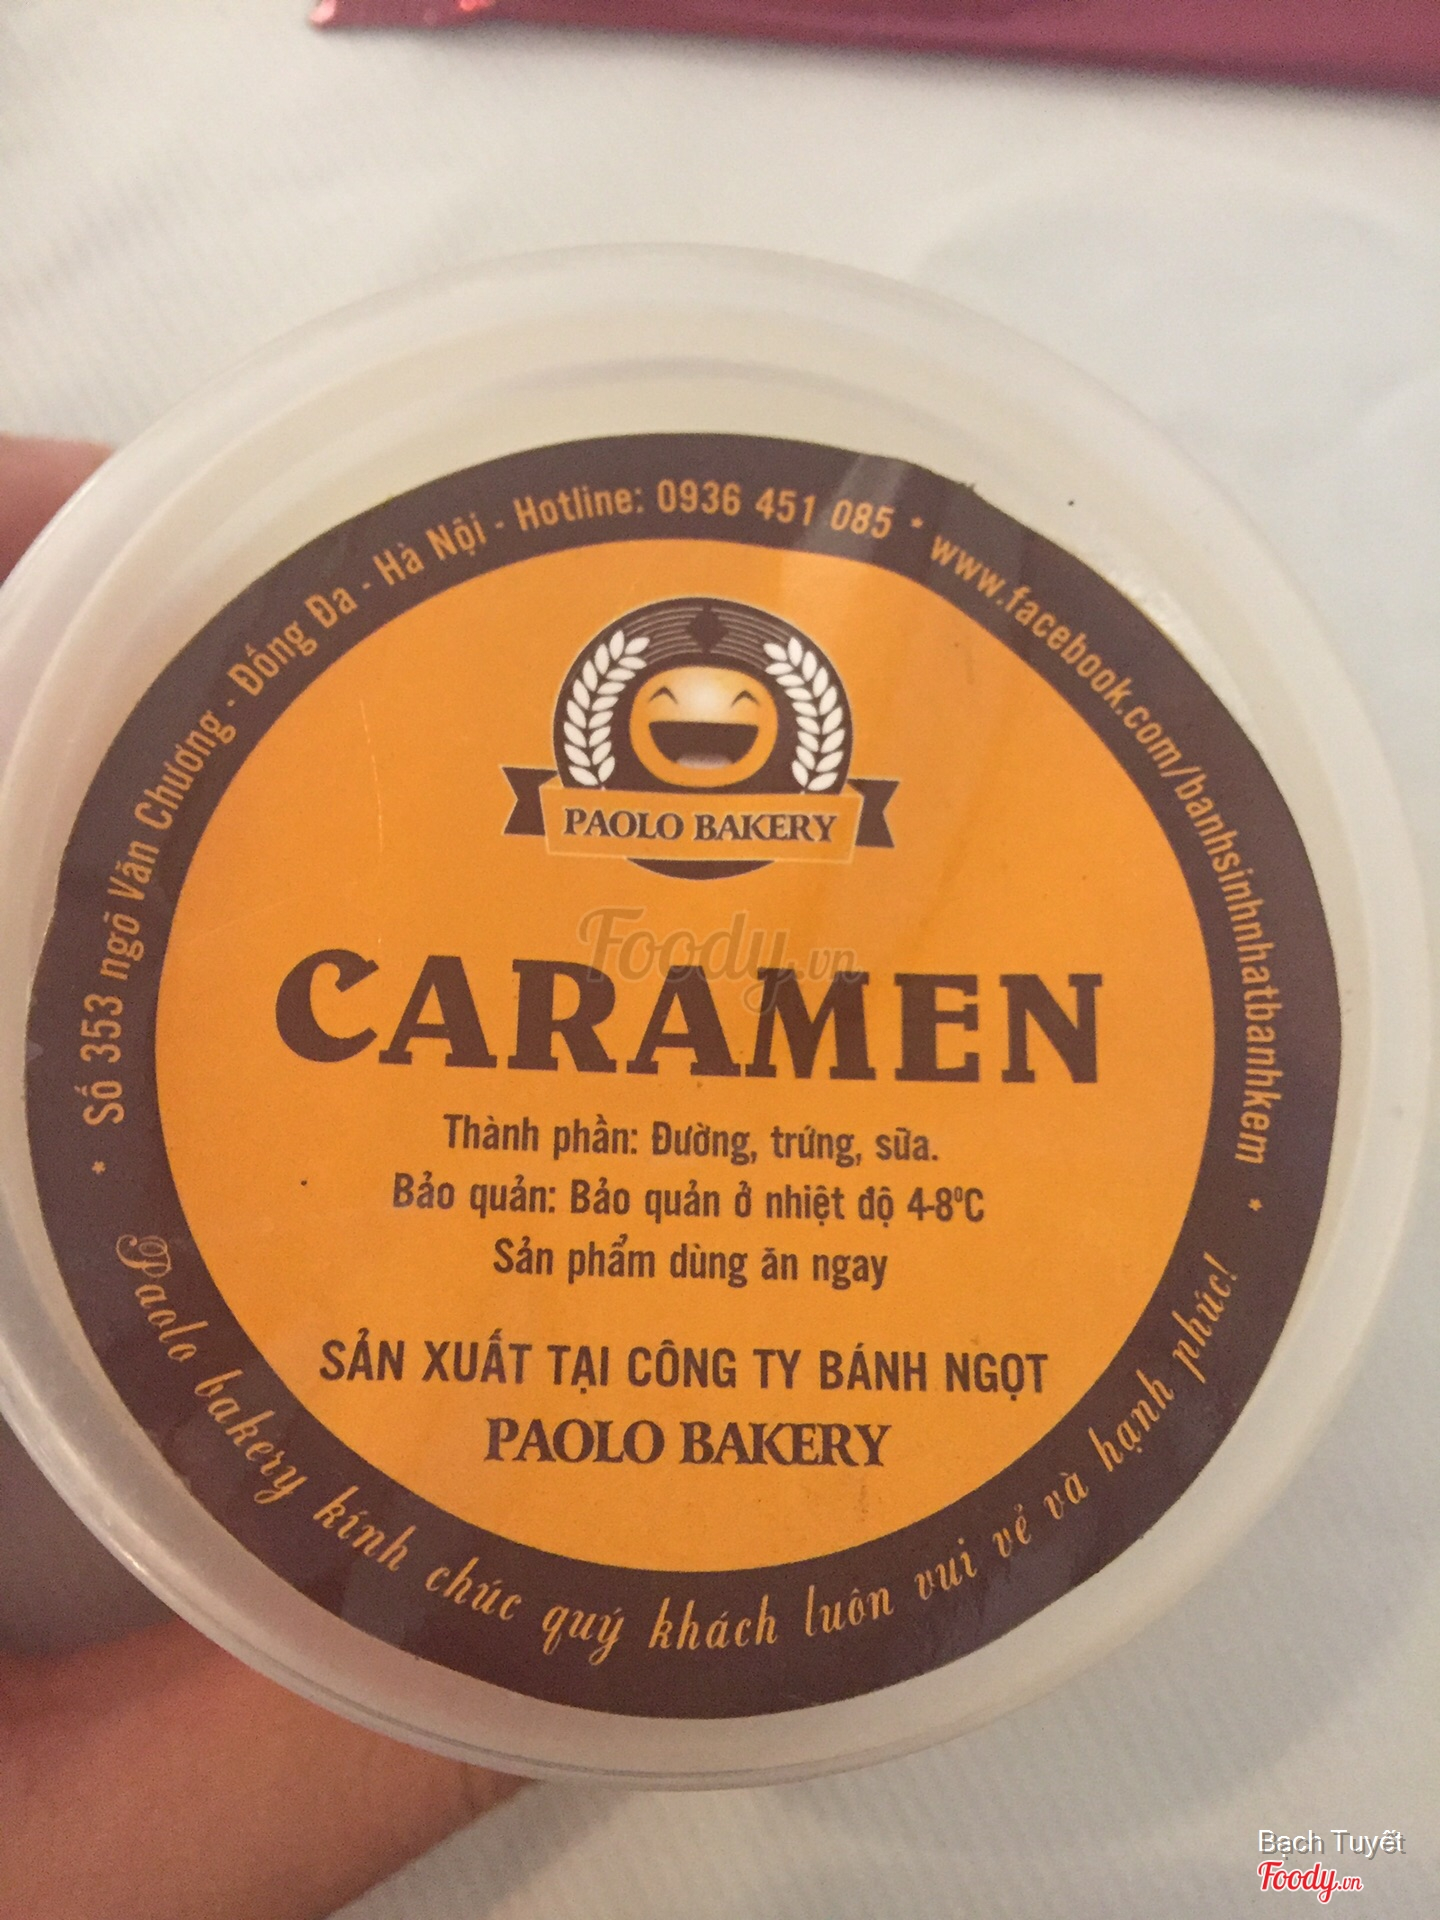 * Số 353 ngõ Văn Chương - Đống Đa - Hà Nội - Hotline: 0936 451 085 * www.facebook.com/banhsinhnhatbanhkem *
PAOLO BAKERY
Foody.vn
CARAMEN
Thành phần: Đường, trứng, sữa.
Bảo quản: Bảo quản ở nhiệt độ 4-8⁰C
Sản phẩm dùng ăn ngay
SẢN XUẤT TẠI CÔNG TY BÁNH NGỌT
PAOLO BAKERY
Paolo bakery kính chúc quý khách luôn vui vẻ và hạnh phúc!
Bạch Tuyết
Foody.vn